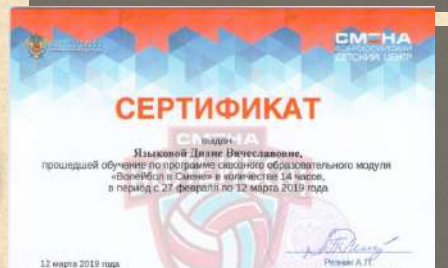 СМЕНА
ВСЕРОССИЙСКИЙ
ДЕТСКИЙ ЦЕНТР
СЕРТИФИКАТ
СМЕНА
выдан
Языковой Диане Вячеславовне,
прошедшей обучение по программе сквозного образовательного модуля
«Волейбол в Смене» в количестве 14 часов,
в период с 27 февраля по 12 марта 2019 года
12 марта 2019 года
Резник А.П.